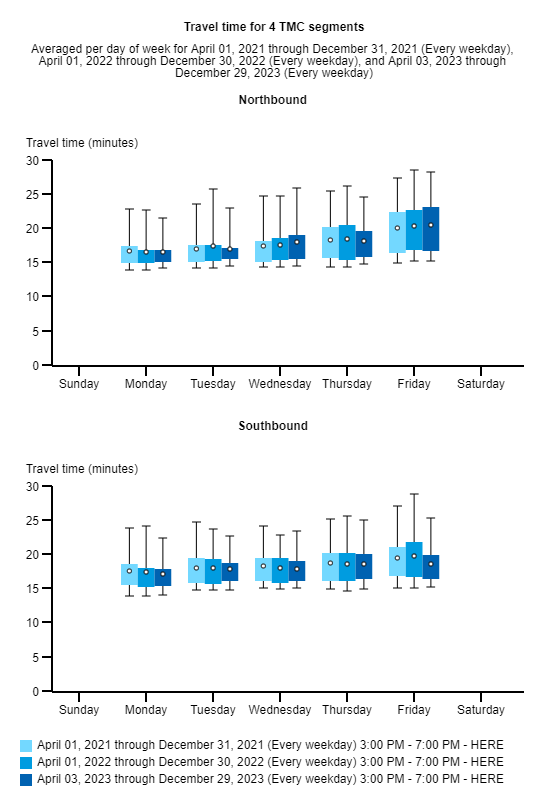 Travel time for 4 TMC segments
Averaged per day of week for April 01, 2021 through December 31, 2021 (Every weekday),
April 01, 2022 through December 30, 2022 (Every weekday), and April 03, 2023 through
December 29, 2023 (Every weekday)
Northbound
Travel time (minutes)
30
25
20
15
10
5
0
Sunday Monday Tuesday Wednesday Thursday Friday Saturday
Southbound
Travel time (minutes)
30
25
20
15
10
5
0
Sunday Monday Tuesday Wednesday Thursday Friday Saturday
April 01, 2021 through December 31, 2021 (Every weekday) 3:00 PM - 7:00 PM - HERE
April 01, 2022 through December 30, 2022 (Every weekday) 3:00 PM - 7:00 PM - HERE
April 03, 2023 through December 29, 2023 (Every weekday) 3:00 PM - 7:00 PM - HERE